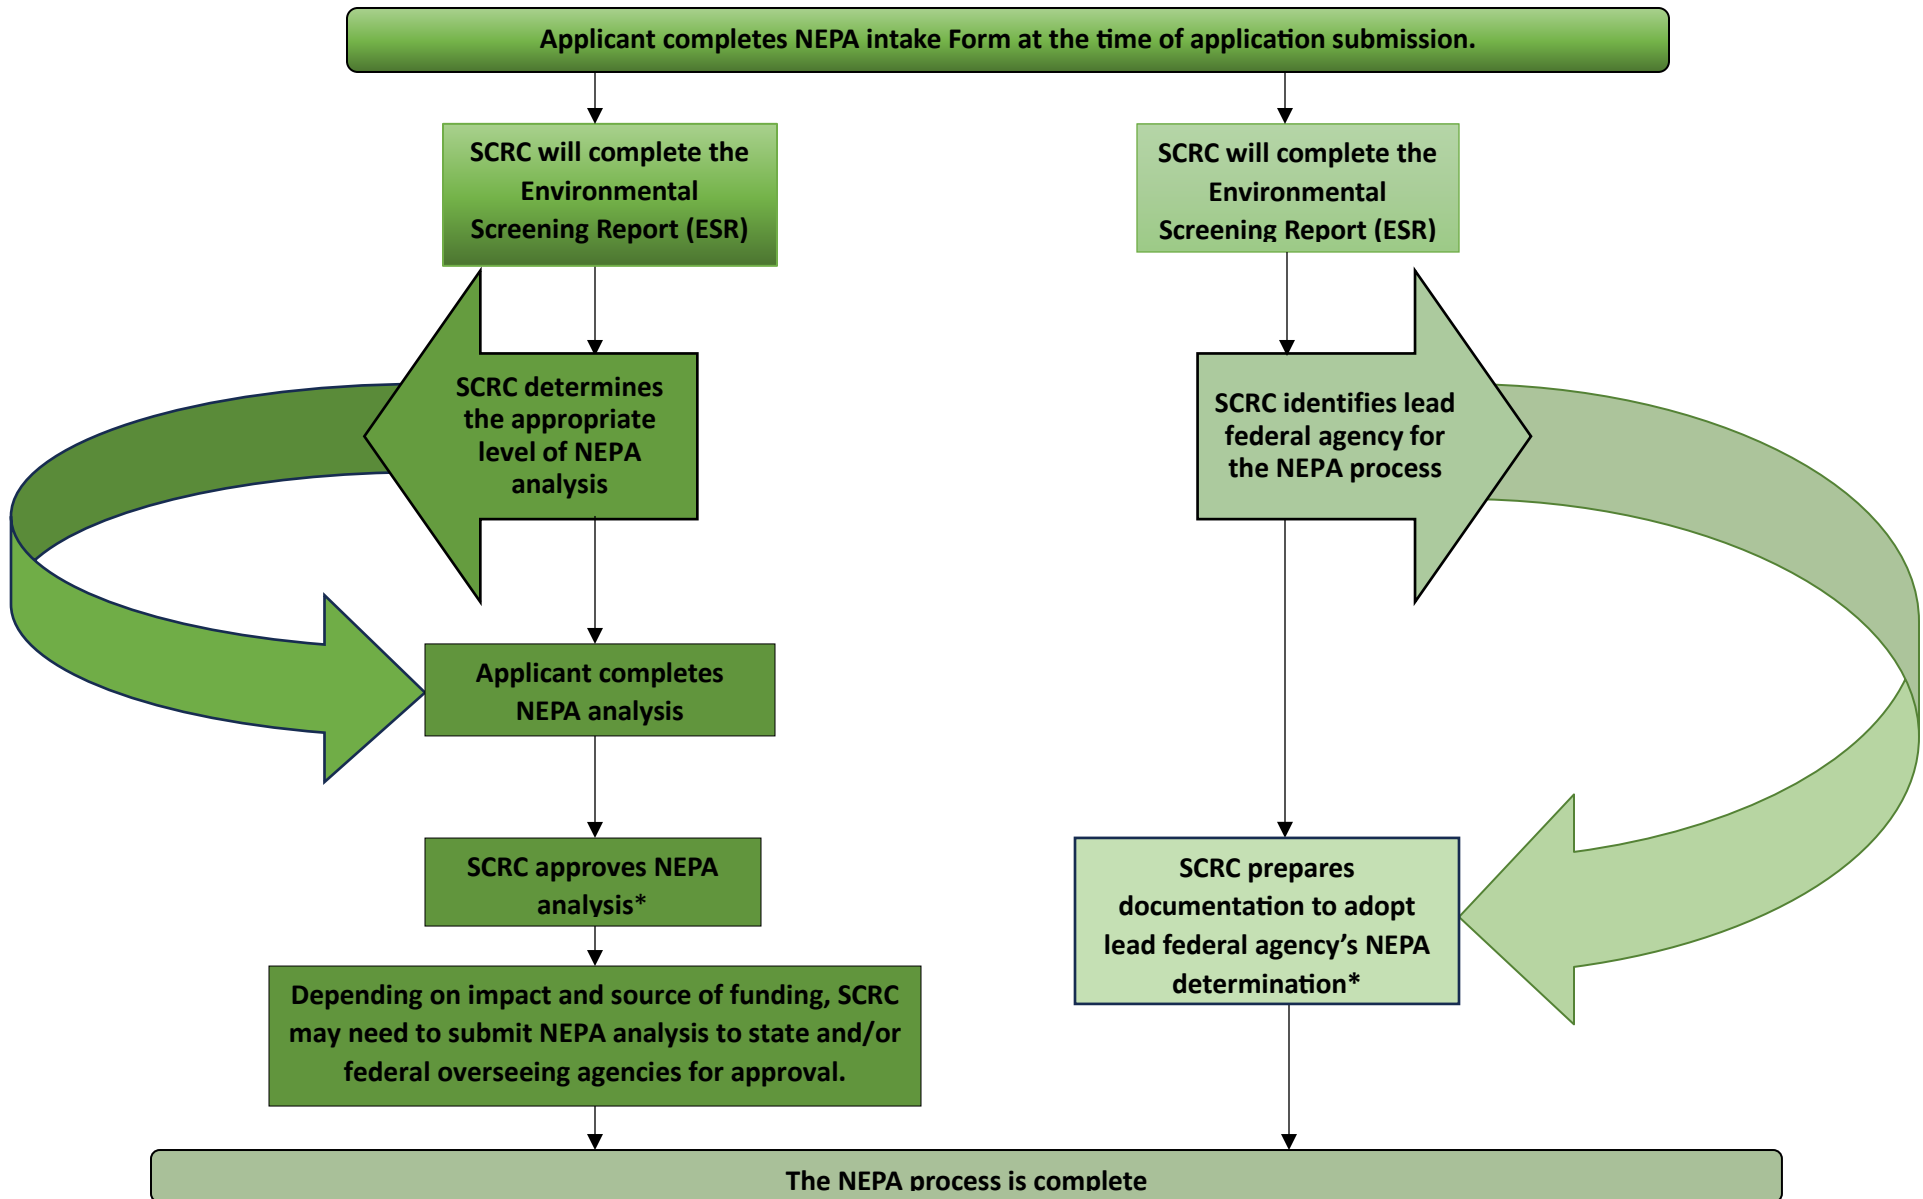 Applicant completes NEPA intake Form at the time of application submission.
SCRC will complete the
Environmental
Screening Report (ESR)
SCRC determines
the appropriate
level of NEPA
analysis
Applicant completes
NEPA analysis
SCRC approves NEPA
analysis*
Depending on impact and source of funding, SCRC
may need to submit NEPA analysis to state and/or
federal overseeing agencies for approval.
SCRC will complete the
Environmental
Screening Report (ESR)
SCRC identifies lead
federal agency for
the NEPA process
SCRC prepares
documentation to adopt
lead federal agency’s NEPA
determination*
The NEPA process is complete